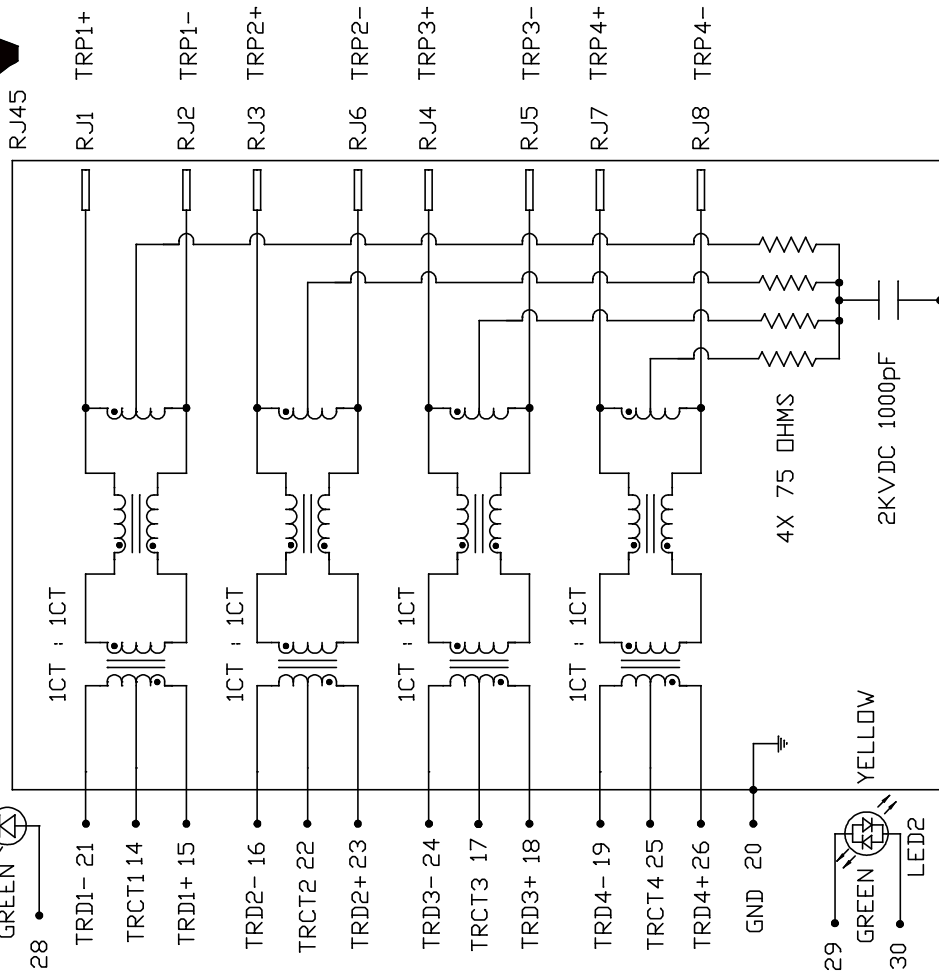 RJ45
RJ1 TRP1+
RJ2 TRP1-
RJ3 TRP2+
RJ6 TRP2-
RJ4 TRP3+
RJ5 TRP3-
RJ7 TRP4+
RJ8 TRP4-
4X 75 OHMS
2KVDC 1000pF
1CT : 1CT
1CT : 1CT
1CT : 1CT
1CT : 1CT
GREEN
28
TRD1- 21
TRCT1 14
TRD1+ 15
TRD2- 16
TRCT2 22
TRD2+ 23
TRD3- 24
TRCT3 17
TRD3+ 18
TRD4- 19
TRCT4 25
TRD4+ 26
GND 20
29
GREEN
YELLOW
30
LED2